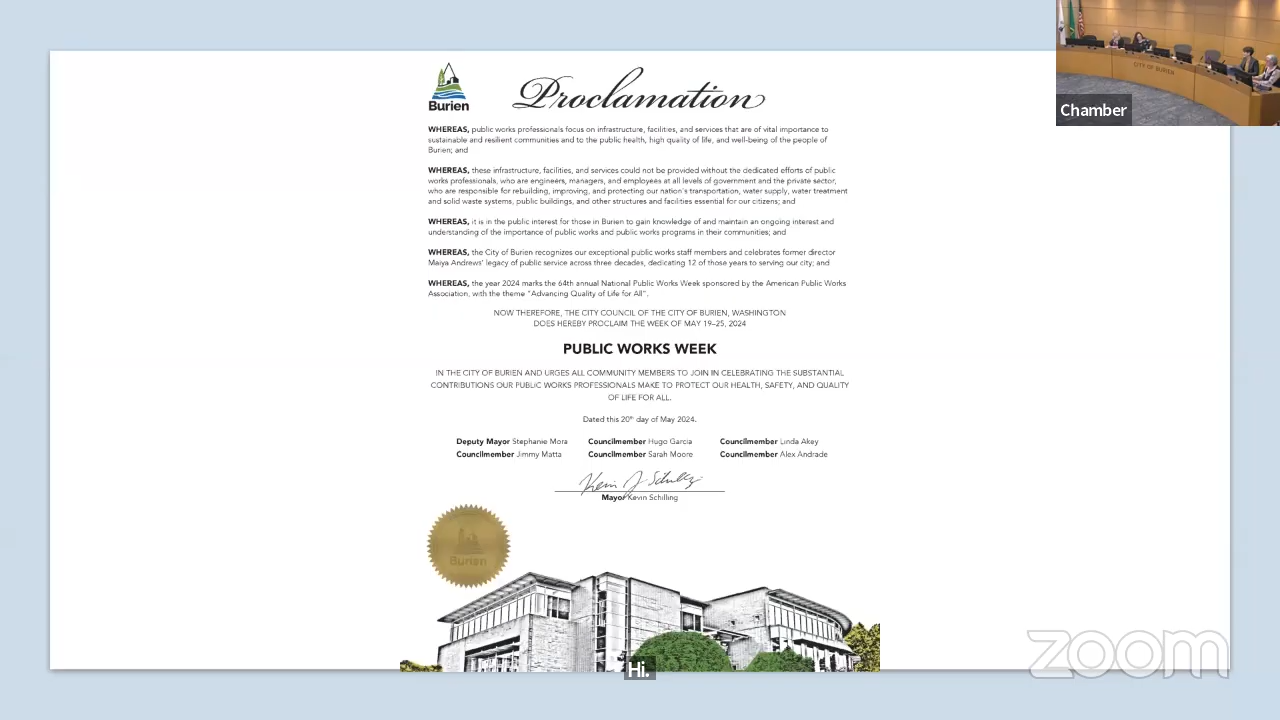 Burien
Proclamation
WHEREAS, public works professionals focus on infrastructure, facilities, and services that are of vital importance to
sustainable and resilient communities and to the public health, high quality of life, and well-being of the people of
Burien; and
WHEREAS, these infrastructure, facilities, and services could not be provided without the dedicated efforts of public
works professionals, who are engineers, managers, and employees at all levels of government and the private sector,
who are responsible for rebuilding, improving, and protecting our nation's transportation, water supply, water treatment
and solid waste systems, public buildings, and other structures and facilities essential for our citizens; and
WHEREAS, it is in the public interest for those in Burien to gain knowledge of and maintain an ongoing interest and
understanding of the importance of public works and public works programs in their communities; and
WHEREAS, the City of Burien recognizes our exceptional public works staff members and celebrates former director
Maiya Andrews' legacy of public service across three decades, dedicating 12 of those years to serving our city; and
WHEREAS, the year 2024 marks the 64th annual National Public Works Week sponsored by the American Public Works
Association, with the theme "Advancing Quality of Life for All".
NOW THEREFORE, THE CITY COUNCIL OF THE CITY OF BURIEN, WASHINGTON
DOES HEREBY PROCLAIM THE WEEK OF MAY 19–25, 2024
PUBLIC WORKS WEEK
IN THE CITY OF BURIEN AND URGES ALL COMMUNITY MEMBERS TO JOIN IN CELEBRATING THE SUBSTANTIAL
CONTRIBUTIONS OUR PUBLIC WORKS PROFESSIONALS MAKE TO PROTECT OUR HEALTH, SAFETY, AND QUALITY
OF LIFE FOR ALL.
Dated this 20th day of May 2024.
Deputy Mayor Stephanie Mora Councilmember Hugo Garcia Councilmember Linda Akey
Councilmember Jimmy Matta Councilmember Sarah Moore Councilmember Alex Andrade
Kevin J Schilling
Mayor Kevin Schilling
Burien
Hi.
CITY OF BURIEN
Chamber
zoom